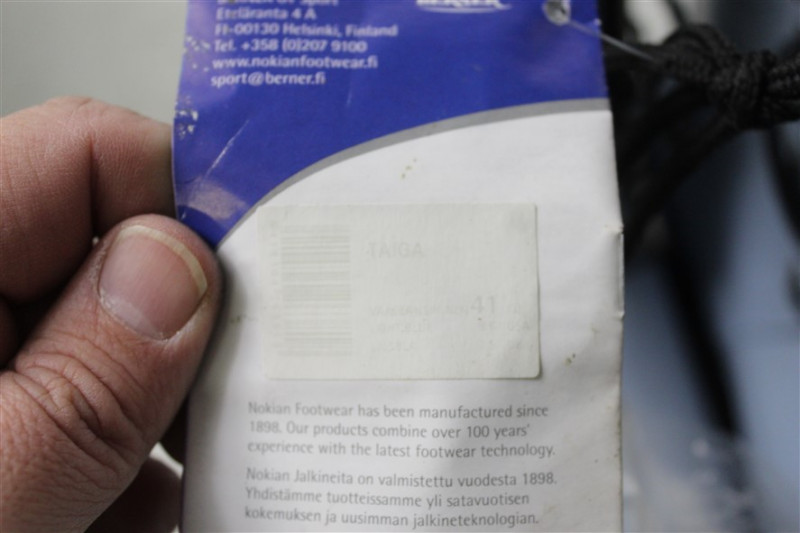 Eteläranta 4 A
FI-00130 Helsinki, Finland
Tel. +358 (0)207 9100
www.nokianfootwear.fi
sport@berner.fi
BERNER
TAIGA
41
Nokian Footwear has been manufactured since
1898. Our products combine over 100 years'
experience with the latest footwear technology.
Nokian Jalkineita on valmistettu vuodesta 1898.
Yhdistämme tuotteissamme yli satavuotisen
kokemuksen ja uusimman jalkineteknologian.